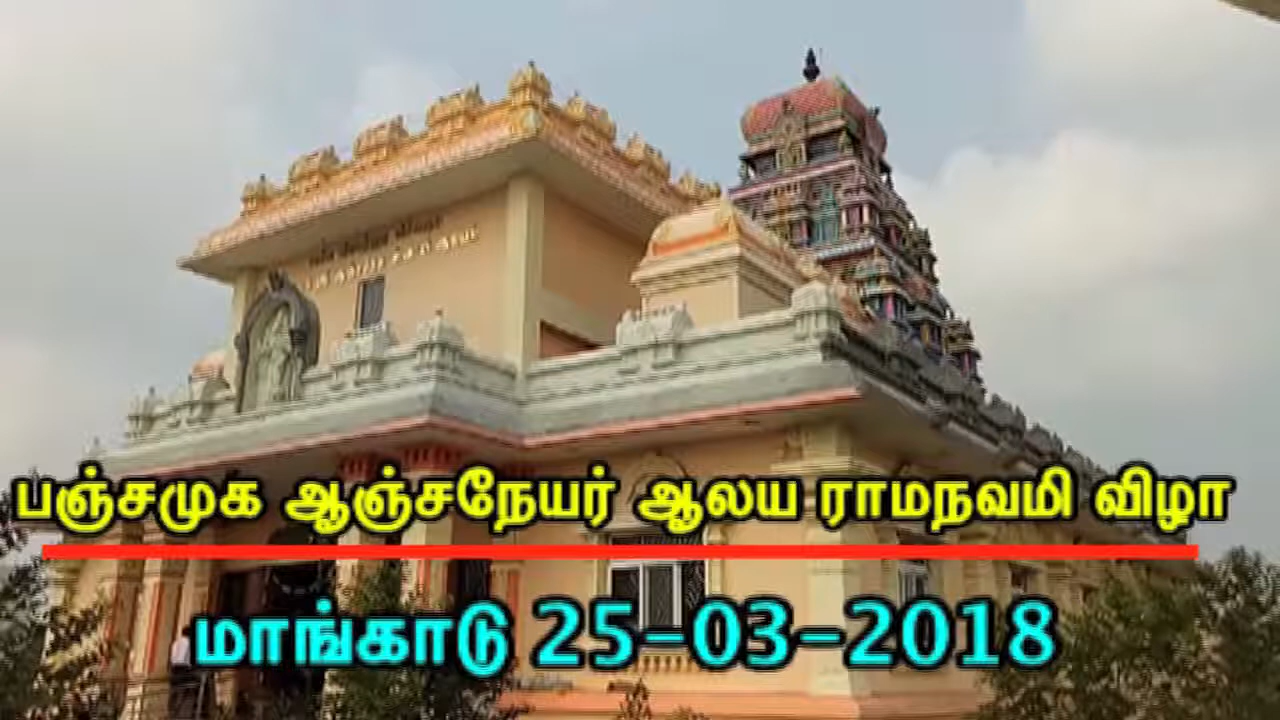 பஞ்சமுக ஆஞ்சநேயர் ஆலய ராமநவமி விழா
மாங்காடு 25-03-2018